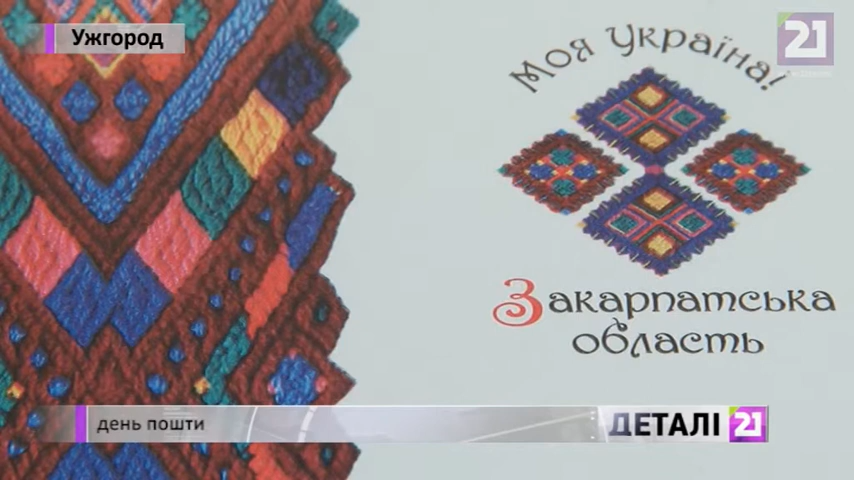 Ужгород
21
Моя Україна!
Закарпатська
область
день пошти
ДЕТАЛІ 21